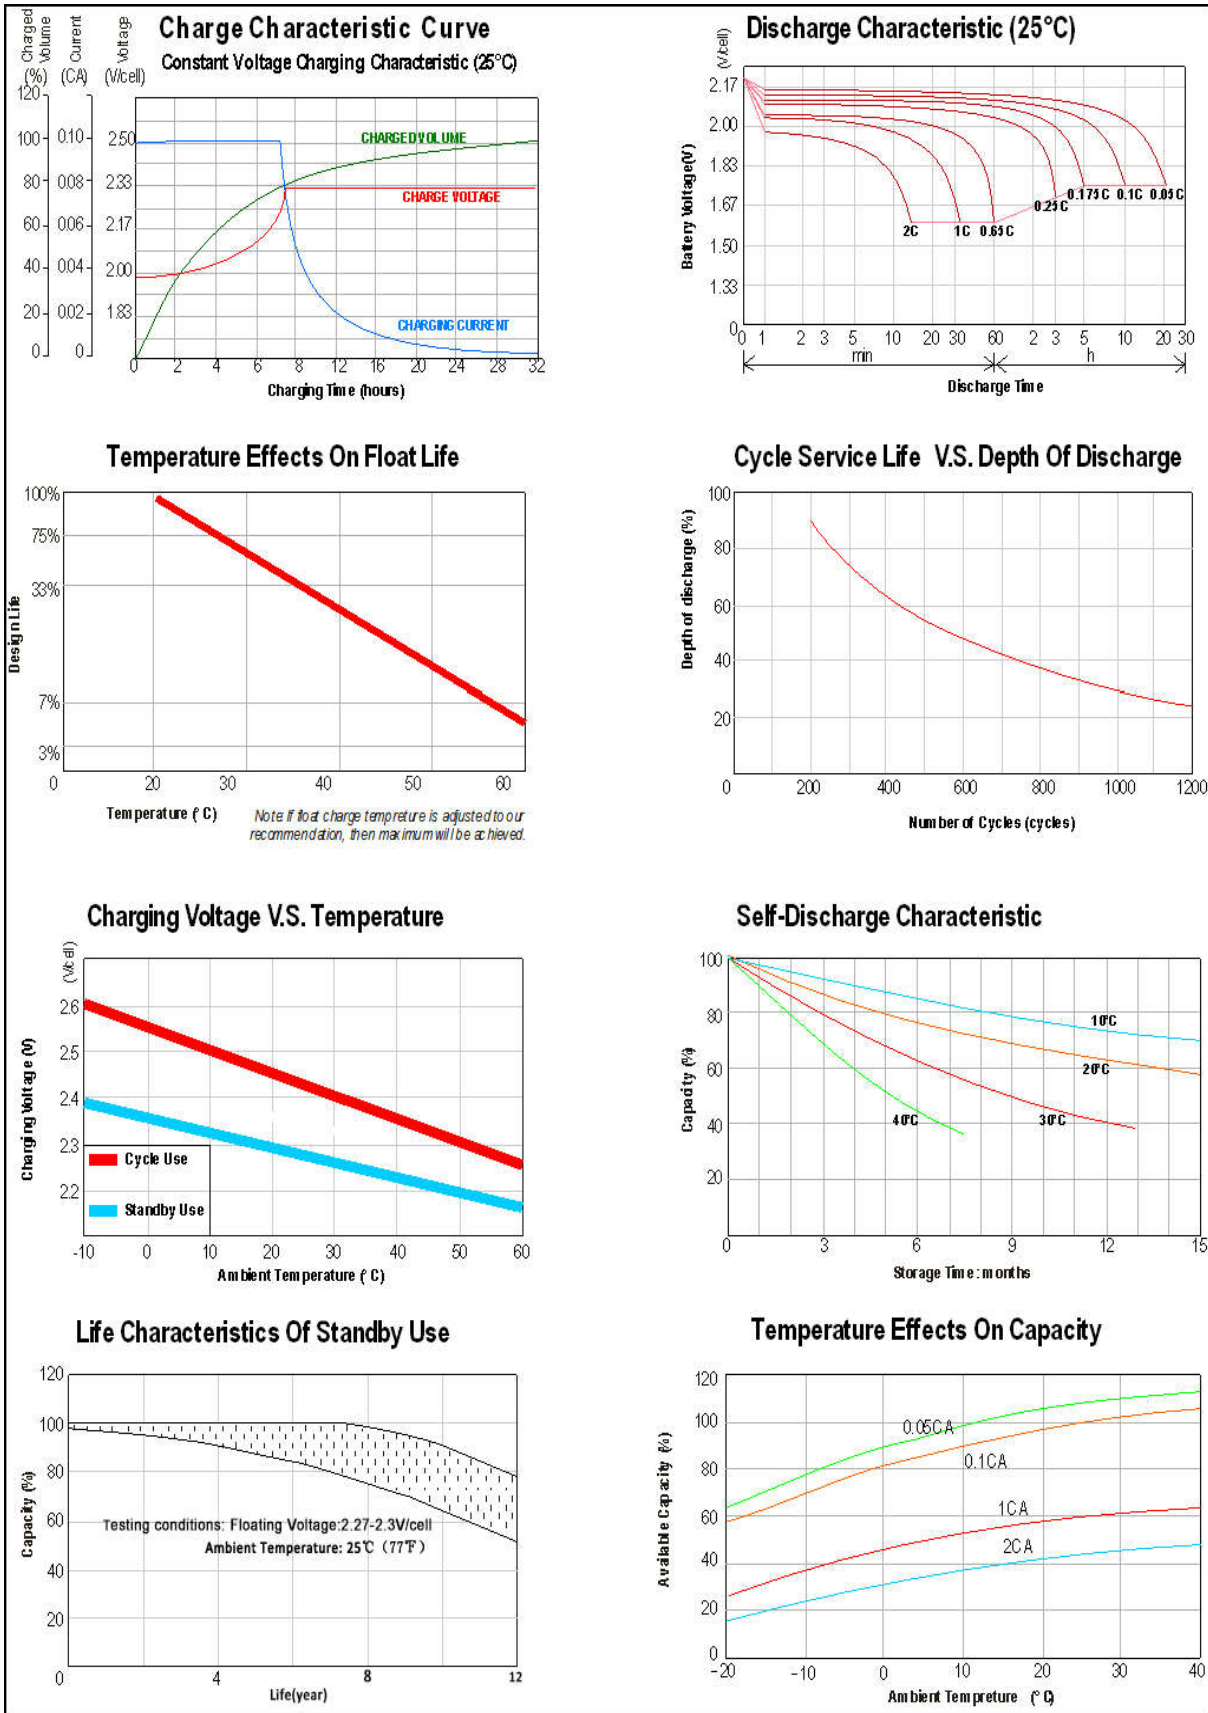 Charge Characteristic Curve
Constant Voltage Charging Characteristic (25°C)
Charged Volume
(%)
Current
(CA)
Voltage
(V/cell)
120
100 0.10 2.50
80 0.08 2.33
60 0.06 2.17
40 0.04 2.00
20 0.02 1.83
0 0
CHARGED VOLUME
CHARGE VOLTAGE
CHARGING CURRENT
0 2 4 6 8 12 16 20 24 28 32
Charging Time (hours)
Discharge Characteristic (25°C)
(V/cell)
Battery Voltage(V)
2.17
2.00
1.83
1.67
1.50
1.33
0
2C 1C 0.65C 0.25C 0.175C 0.1C 0.05C
0 1 2 3 5 10 20 30 60 2 3 5 10 20 30
min h
Discharge Time
Temperature Effects On Float Life
Design Life
100%
75%
33%
7%
3%
0 20 30 40 50 60
Temperature (°C)
Note: If float charge tempreture is adjusted to our
recommendation, then maximum will be achieved.
Cycle Service Life V.S. Depth Of Discharge
Depth of discharge (%)
100
80
60
40
20
0 200 400 600 800 1000 1200
Number of Cycles (cycles)
Charging Voltage V.S. Temperature
(V/cell)
Charging Voltage (V)
2.6
2.5
2.4
2.3
2.2
Cycle Use
Standby Use
-10 0 10 20 30 40 50 60
Ambient Temperature (°C)
Self-Discharge Characteristic
Capacity (%)
100
80
60
40
20
10°C
20°C
30°C
40°C
0 3 6 9 12 15
Storage Time: months
Life Characteristics Of Standby Use
Capacity (%)
120
100
80
60
40
20
0 4 8 12
Testing conditions: Floating Voltage:2.27-2.3V/cell
Ambient Temperature: 25℃ (77℉)
Life(year)
Temperature Effects On Capacity
Available Capacity (%)
120
100
80
60
40
20
0
0.05CA
0.1CA
1CA
2CA
-20 -10 0 10 20 30 40
Ambient Tempreture (°C)